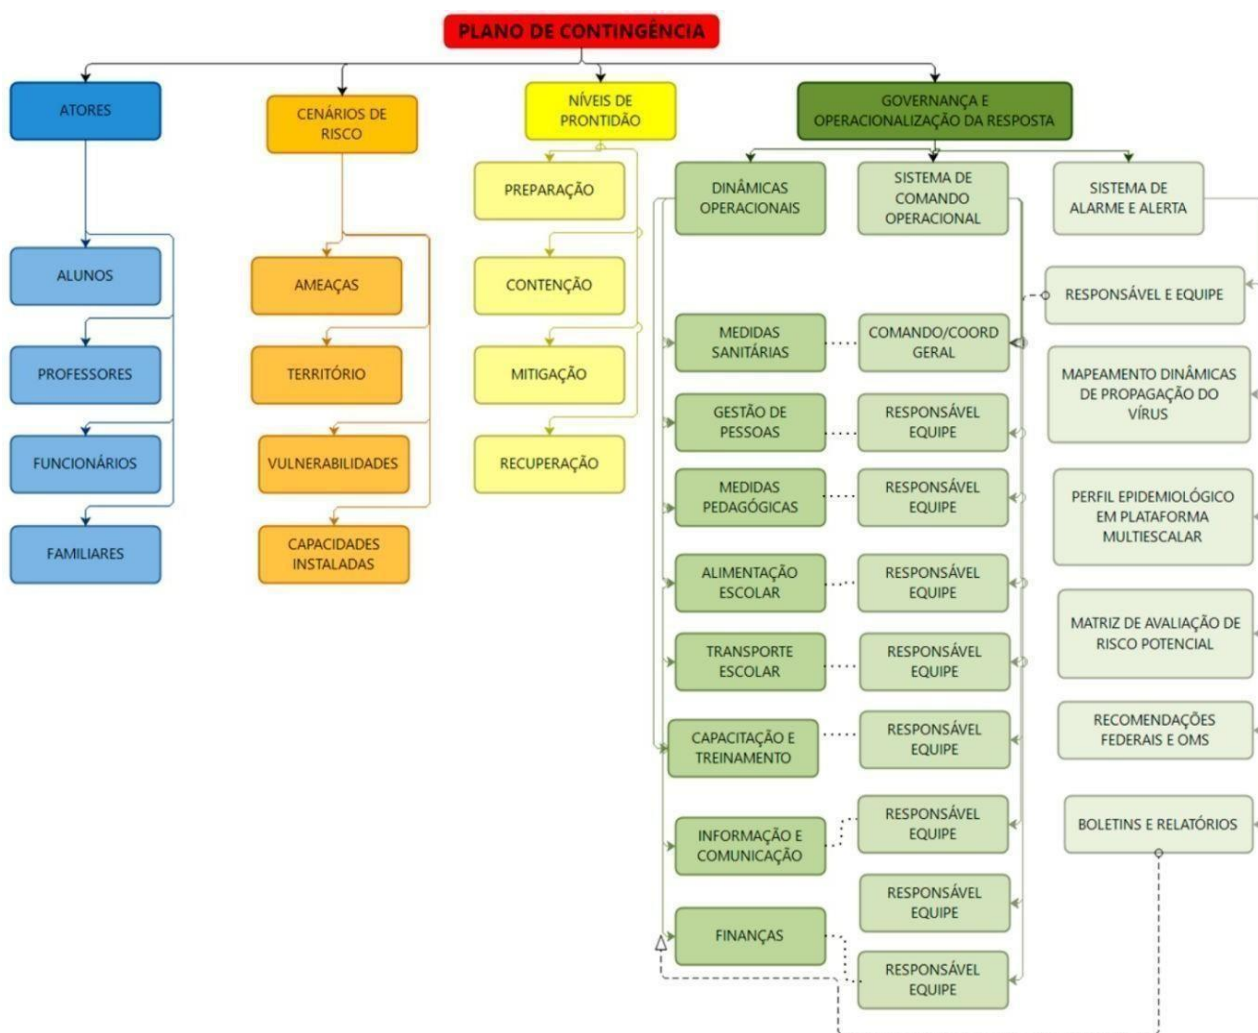 PLANO DE CONTINGÊNCIA
ATORES
CENÁRIOS DE
RISCO
NÍVEIS DE
PRONTIDÃO
GOVERNANÇA E
OPERACIONALIZAÇÃO DA RESPOSTA
ALUNOS
PROFESSORES
FUNCIONÁRIOS
FAMILIARES
AMEAÇAS
TERRITÓRIO
VULNERABILIDADES
CAPACIDADES
INSTALADAS
PREPARAÇÃO
CONTENÇÃO
MITIGAÇÃO
RECUPERAÇÃO
DINÂMICAS
OPERACIONAIS
SISTEMA DE
COMANDO
OPERACIONAL
SISTEMA DE
ALARME E ALERTA
MEDIDAS
SANITÁRIAS
GESTÃO DE
PESSOAS
MEDIDAS
PEDAGÓGICAS
ALIMENTAÇÃO
ESCOLAR
TRANSPORTE
ESCOLAR
CAPACITAÇÃO E
TREINAMENTO
INFORMAÇÃO E
COMUNICAÇÃO
FINANÇAS
COMANDO/COORD
GERAL
RESPONSÁVEL
EQUIPE
RESPONSÁVEL
EQUIPE
RESPONSÁVEL
EQUIPE
RESPONSÁVEL
EQUIPE
RESPONSÁVEL
EQUIPE
RESPONSÁVEL
EQUIPE
RESPONSÁVEL
EQUIPE
RESPONSÁVEL
EQUIPE
RESPONSÁVEL E EQUIPE
MAPEAMENTO DINÂMICAS
DE PROPAGAÇÃO DO
VÍRUS
PERFIL EPIDEMIOLÓGICO
EM PLATAFORMA
MULTIESCALAR
MATRIZ DE AVALIAÇÃO DE
RISCO POTENCIAL
RECOMENDAÇÕES
FEDERAIS E OMS
BOLETINS E RELATÓRIOS